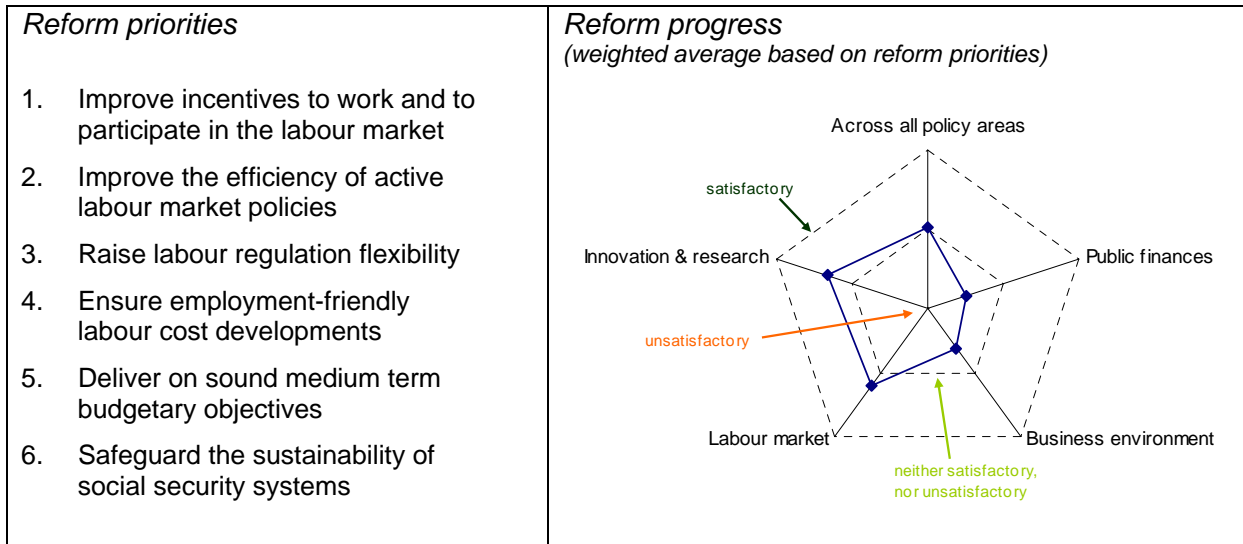 Reform priorities
1. Improve incentives to work and to
participate in the labour market
2. Improve the efficiency of active
labour market policies
3. Raise labour regulation flexibility
4. Ensure employment-friendly
labour cost developments
5. Deliver on sound medium term
budgetary objectives
6. Safeguard the sustainability of
social security systems
Reform progress
(weighted average based on reform priorities)
Across all policy areas
satisfactory
Innovation & research
Public finances
unsatisfactory
Labour market
Business environment
neither satisfactory,
nor unsatisfactory